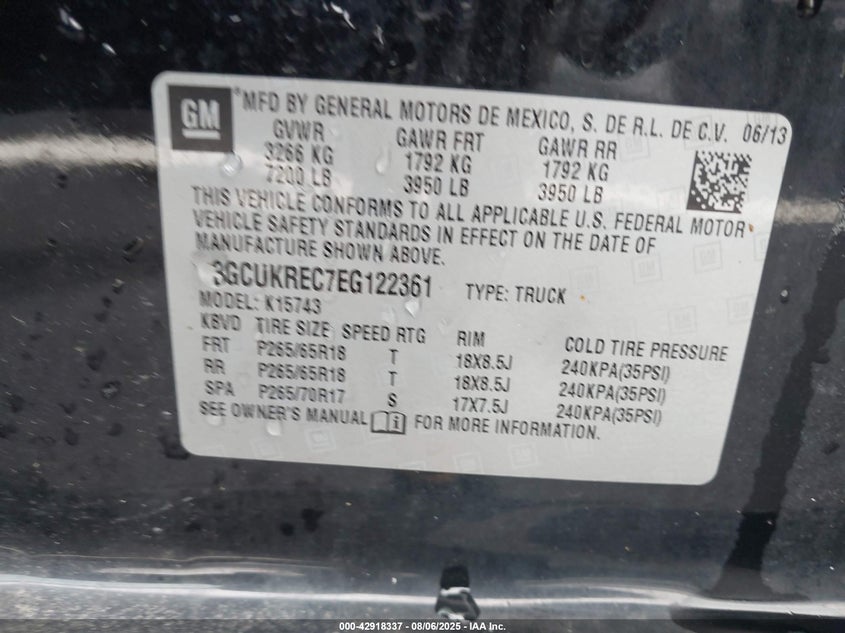 GM
MFD BY GENERAL MOTORS DE MEXICO, S. DE R.L. DE C.V. 06/13
GVWR GAWR FRT GAWR RR
3266 KG 1792 KG 1792 KG
7200 LB 3950 LB 3950 LB
THIS VEHICLE CONFORMS TO ALL APPLICABLE U.S. FEDERAL MOTOR
VEHICLE SAFETY STANDARDS IN EFFECT ON THE DATE OF
MANUFACTURE SHOWN ABOVE.
3GCUKREC7EG122361 TYPE: TRUCK
MODEL: K15743
KBVD TIRE SIZE SPEED RTG RIM COLD TIRE PRESSURE
FRT P265/65R18 T 18X8.5J 240KPA(35PSI)
RR P265/65R18 T 18X8.5J 240KPA(35PSI)
SPA P265/70R17 S 17X7.5J 240KPA(35PSI)
SEE OWNER'S MANUAL i FOR MORE INFORMATION.
000-42918337 - 08/06/2025 - IAA Inc.